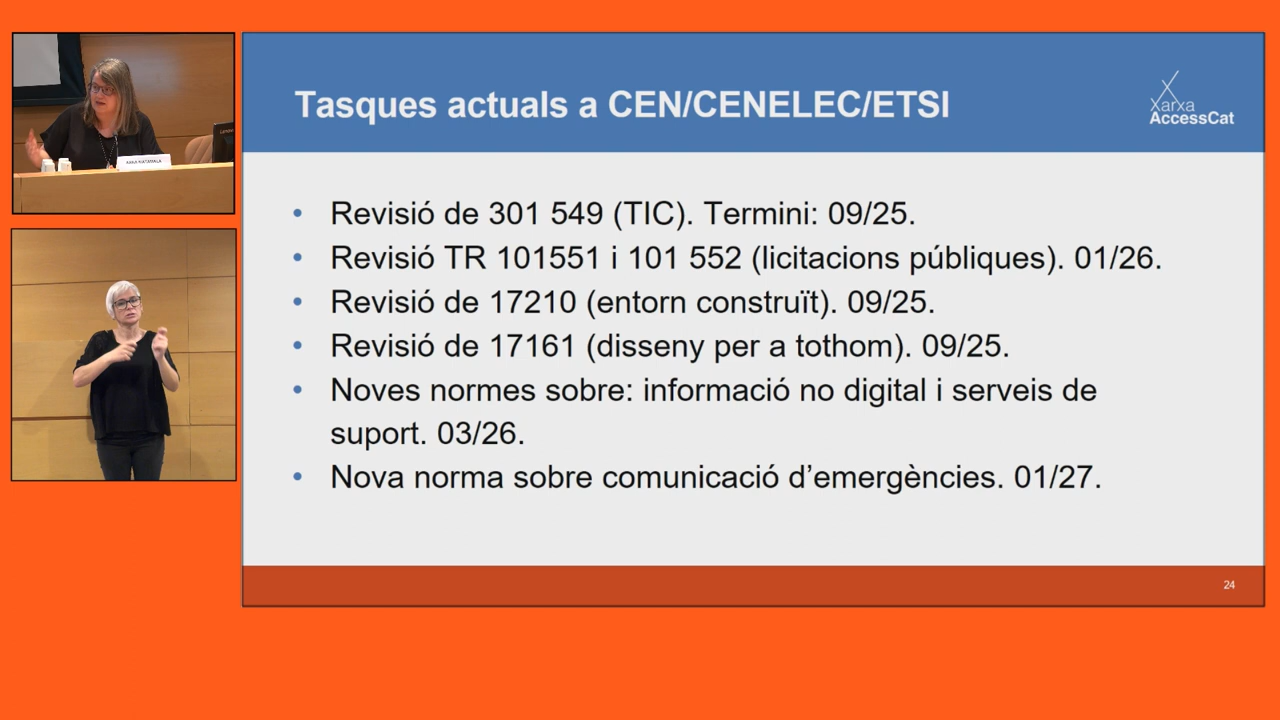 Tasques actuals a CEN/CENELEC/ETSI
Xarxa
AccessCat
• Revisió de 301 549 (TIC). Termini: 09/25.
• Revisió TR 101551 i 101 552 (licitacions públiques). 01/26.
• Revisió de 17210 (entorn construït). 09/25.
• Revisió de 17161 (disseny per a tothom). 09/25.
• Noves normes sobre: informació no digital i serveis de
suport. 03/26.
• Nova norma sobre comunicació d’emergències. 01/27.
24